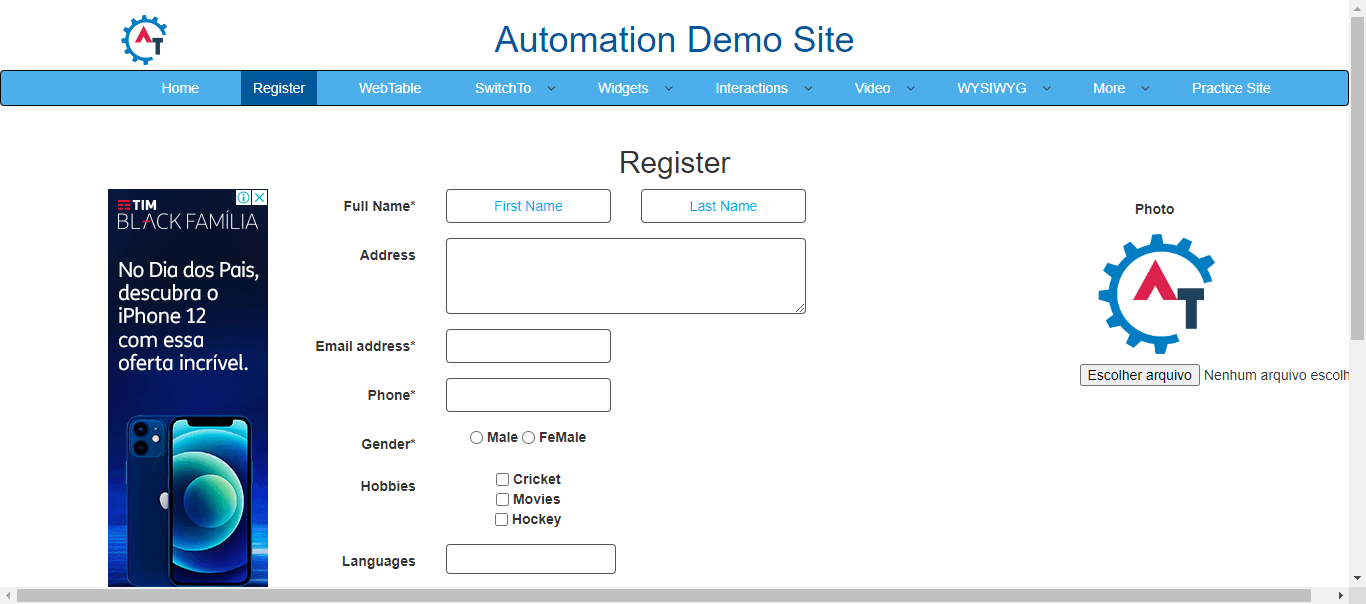 Automation Demo Site
Home Register WebTable SwitchTo Widgets Interactions Video WYSIWYG More Practice Site
Register
TIM
BLACK FAMÍLIA
No Dia dos Pais,
descubra o
iPhone 12
com essa
oferta incrível.
Full Name* First Name Last Name
Address
Email address*
Phone*
Gender* Male FeMale
Hobbies
Cricket
Movies
Hockey
Languages
Photo
AT
Escolher arquivo Nenhum arquivo escolh